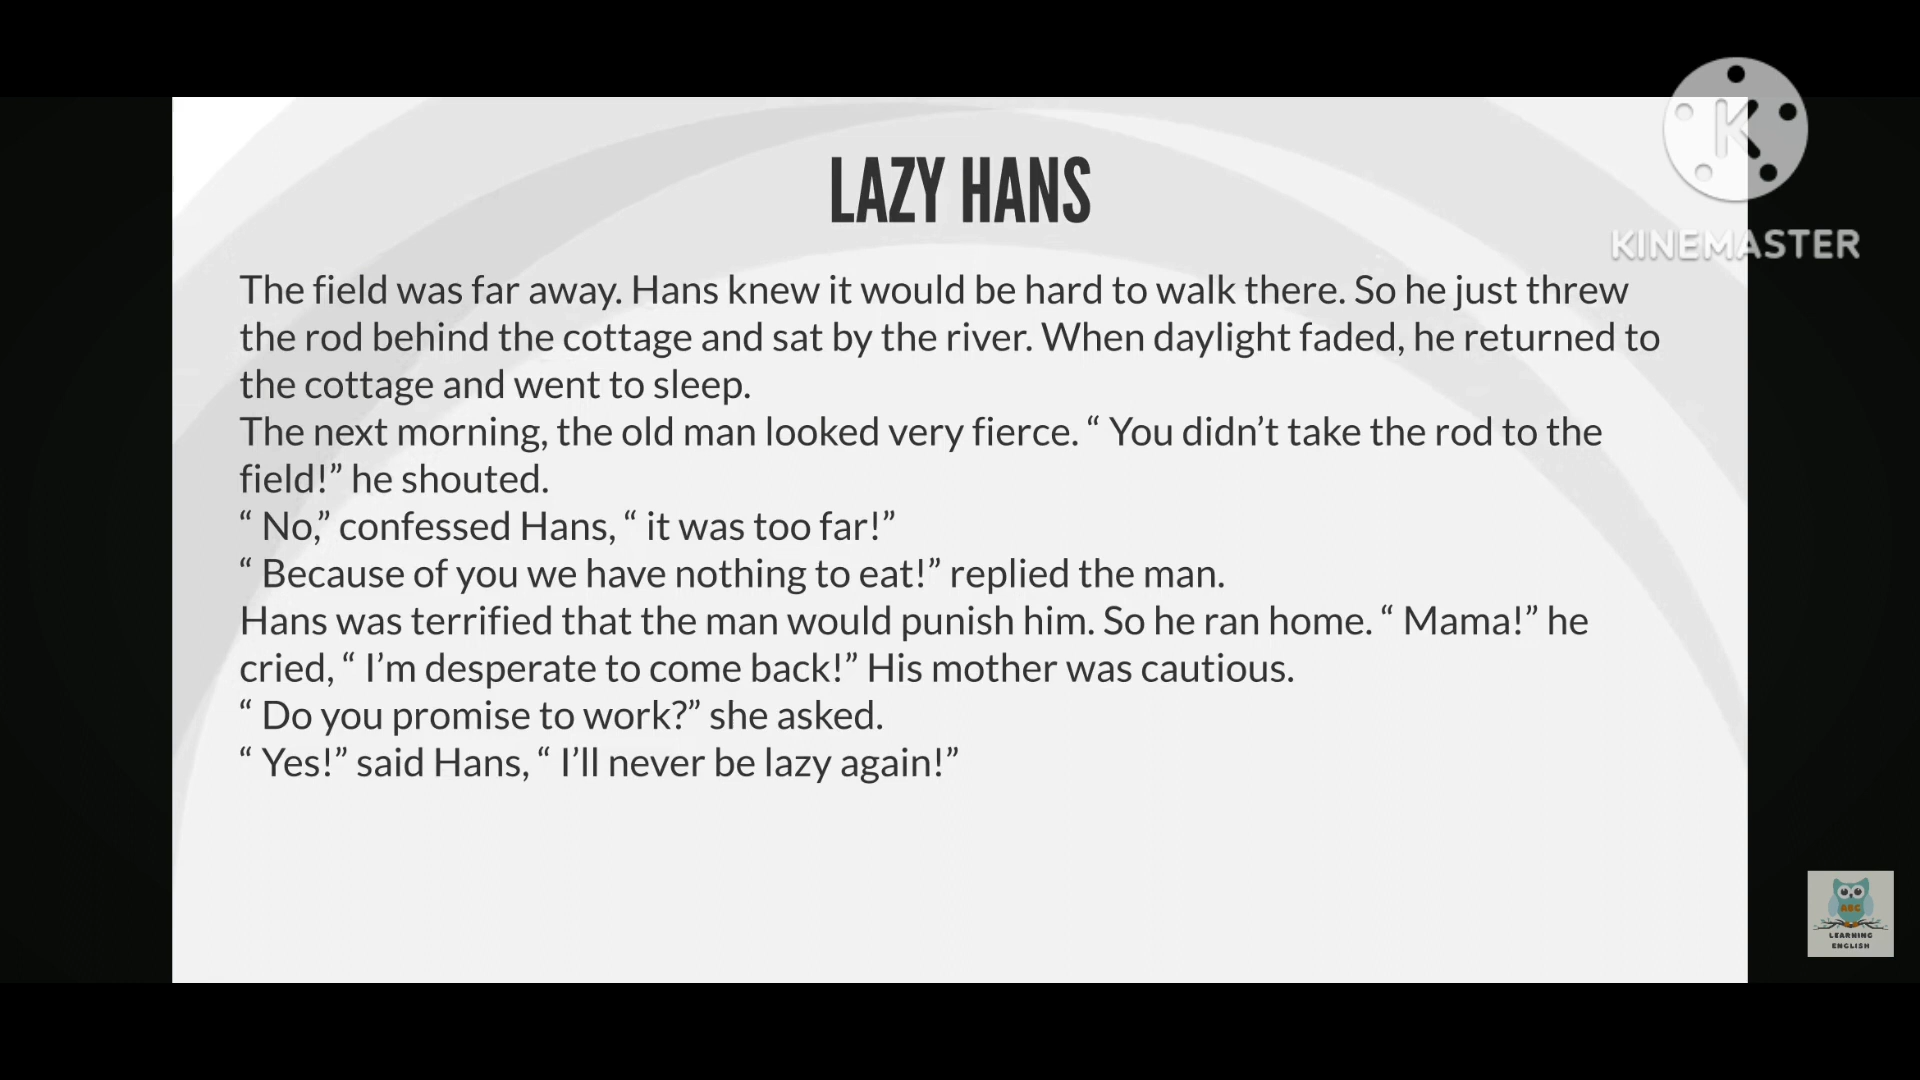 LAZY HANS
KINEMASTER
The field was far away. Hans knew it would be hard to walk there. So he just threw
the rod behind the cottage and sat by the river. When daylight faded, he returned to
the cottage and went to sleep.
The next morning, the old man looked very fierce. “ You didn’t take the rod to the
field!” he shouted.
“ No,” confessed Hans, “ it was too far!”
“ Because of you we have nothing to eat!” replied the man.
Hans was terrified that the man would punish him. So he ran home. “ Mama!” he
cried, “ I’m desperate to come back!” His mother was cautious.
“ Do you promise to work?” she asked.
“ Yes!” said Hans, “ I’ll never be lazy again!”
ABC
LEARNING
ENGLISH